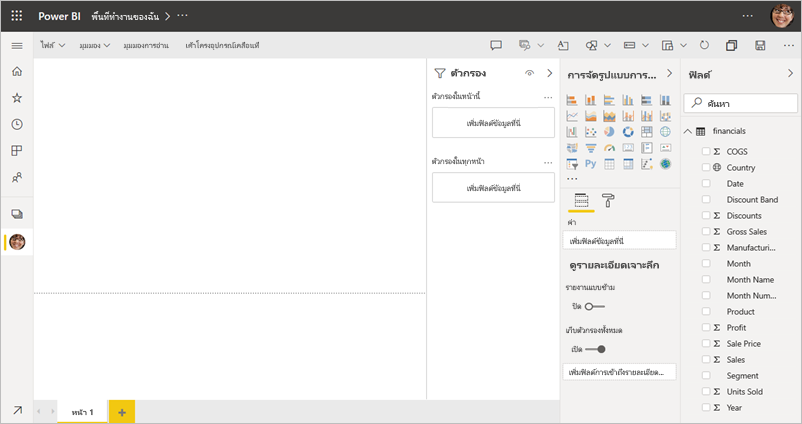 Power BI พื้นที่ทำงานของฉัน
ไฟล์ มุมมอง มุมมองการอ่าน เค้าโครงอุปกรณ์เคลื่อนที่
ตัวกรอง
ตัวกรองในหน้านี้
เพิ่มฟิลด์ข้อมูลที่นี่
ตัวกรองในทุกหน้า
เพิ่มฟิลด์ข้อมูลที่นี่
การจัดรูปแบบการ...
Py
ค่า
เพิ่มฟิลด์ข้อมูลที่นี่
ดูรายละเอียดเจาะลึก
รายงานแบบข้าม
ปิด
เก็บตัวกรองทั้งหมด
เปิด
เพิ่มฟิลด์การเข้าถึงรายละเอียด...
ฟิลด์
ค้นหา
financials
COGS
Country
Date
Discount Band
Discounts
Gross Sales
Manufacturi...
Month
Month Name
Month Num...
Product
Profit
Sale Price
Sales
Segment
Units Sold
Year
หน้า 1